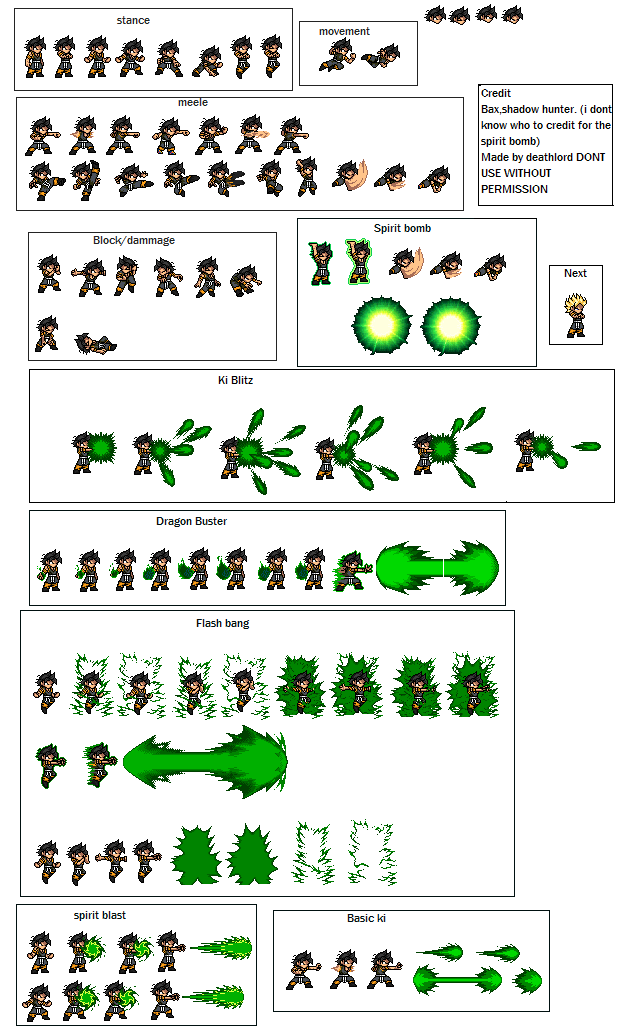 stance
movement
meele
Credit
Bax,shadow hunter. (i dont
know who to credit for the
spirit bomb)
Made by deathlord DONT
USE WITHOUT
PERMISSION
Block/dammage
Spirit bomb
Next
Ki Blitz
Dragon Buster
Flash bang
spirit blast
Basic ki